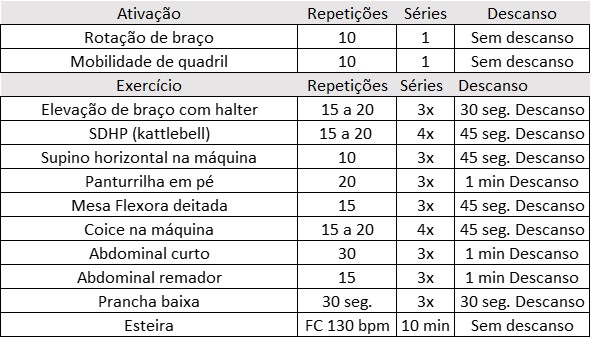 Ativação Repetições Séries Descanso
Rotação de braço 10 1 Sem descanso
Mobilidade de quadril 10 1 Sem descanso
Exercício Repetições Séries Descanso
Elevação de braço com halter 15 a 20 3x 30 seg. Descanso
SDHP (kattlebell) 15 a 20 4x 45 seg. Descanso
Supino horizontal na máquina 10 3x 45 seg. Descanso
Panturrilha em pé 20 3x 1 min Descanso
Mesa Flexora deitada 15 3x 45 seg. Descanso
Coice na máquina 15 a 20 4x 45 seg. Descanso
Abdominal curto 30 3x 1 min Descanso
Abdominal remador 15 3x 1 min Descanso
Prancha baixa 30 seg. 3x 30 seg. Descanso
Esteira FC 130 bpm 10 min Sem descanso